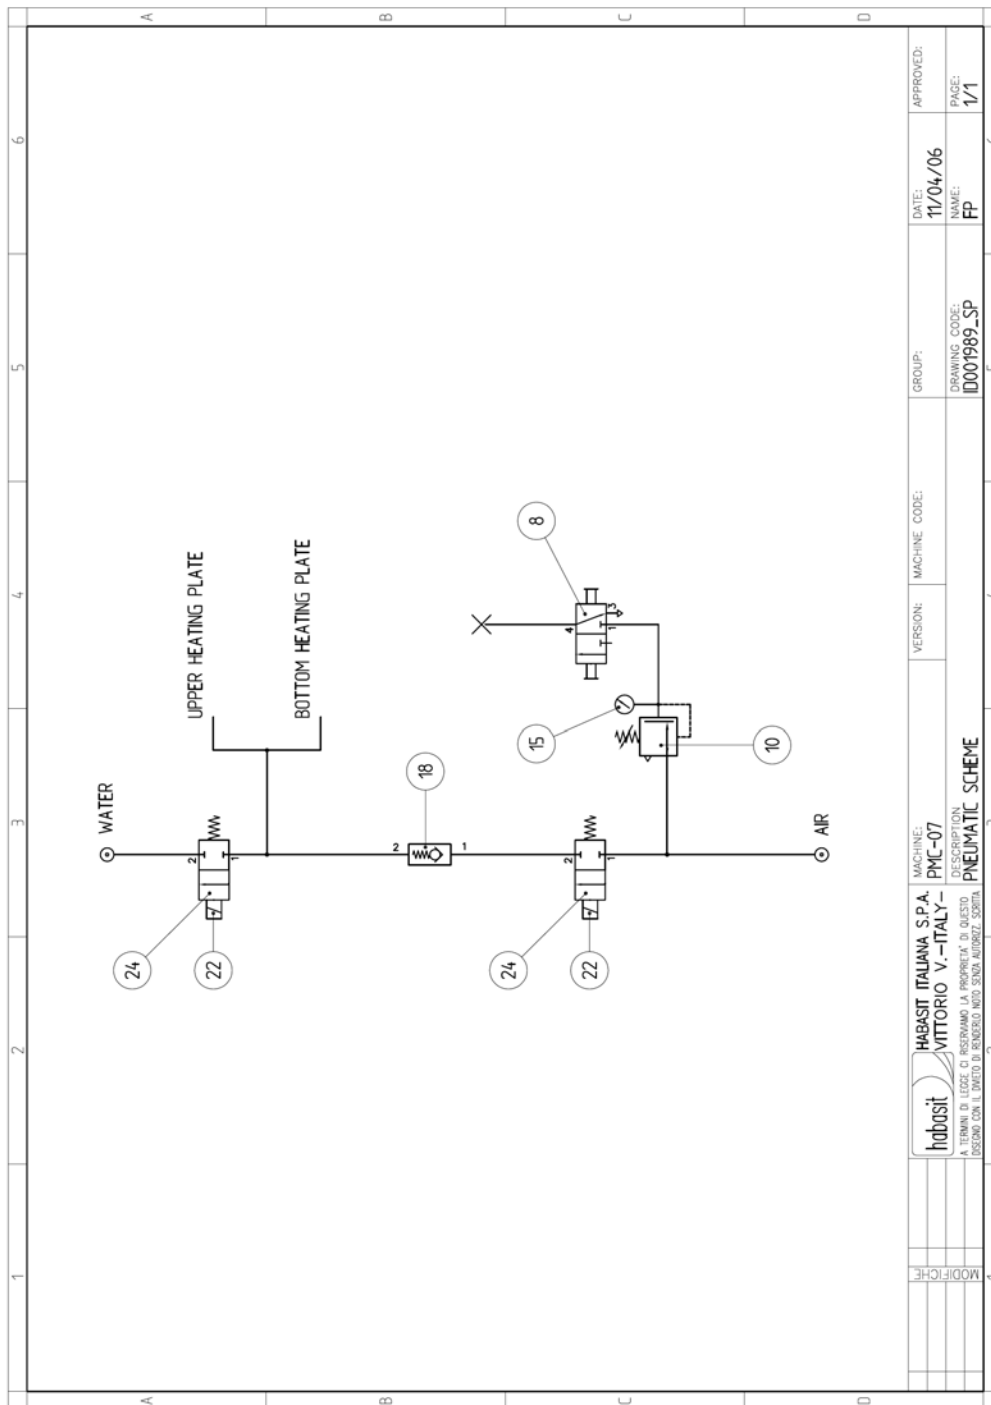 1 2 3 4 5 6
A
B
C
D
WATER
24
2
1
22
UPPER HEATING PLATE
BOTTOM HEATING PLATE
2
18
1
24
2
1
22
15
10
8
4
1
3
AIR
MODIFICHE
habasit
HABASIT ITALIANA S.P.A.
VITTORIO V.-ITALY-
A TERMINI DI LEGGE CI RISERVIAMO LA PROPRIETA' DI QUESTO
DISEGNO CON IL DIVIETO DI RENDERLO NOTO SENZA AUTORIZZ. SCRITTA
MACHINE:
PMC-07
DESCRIPTION
PNEUMATIC SCHEME
VERSION:
MACHINE CODE:
GROUP:
DRAWING CODE:
ID001989_SP
DATE:
11/04/06
NAME:
FP
APPROVED:
PAGE:
1/1
A
B
C
D